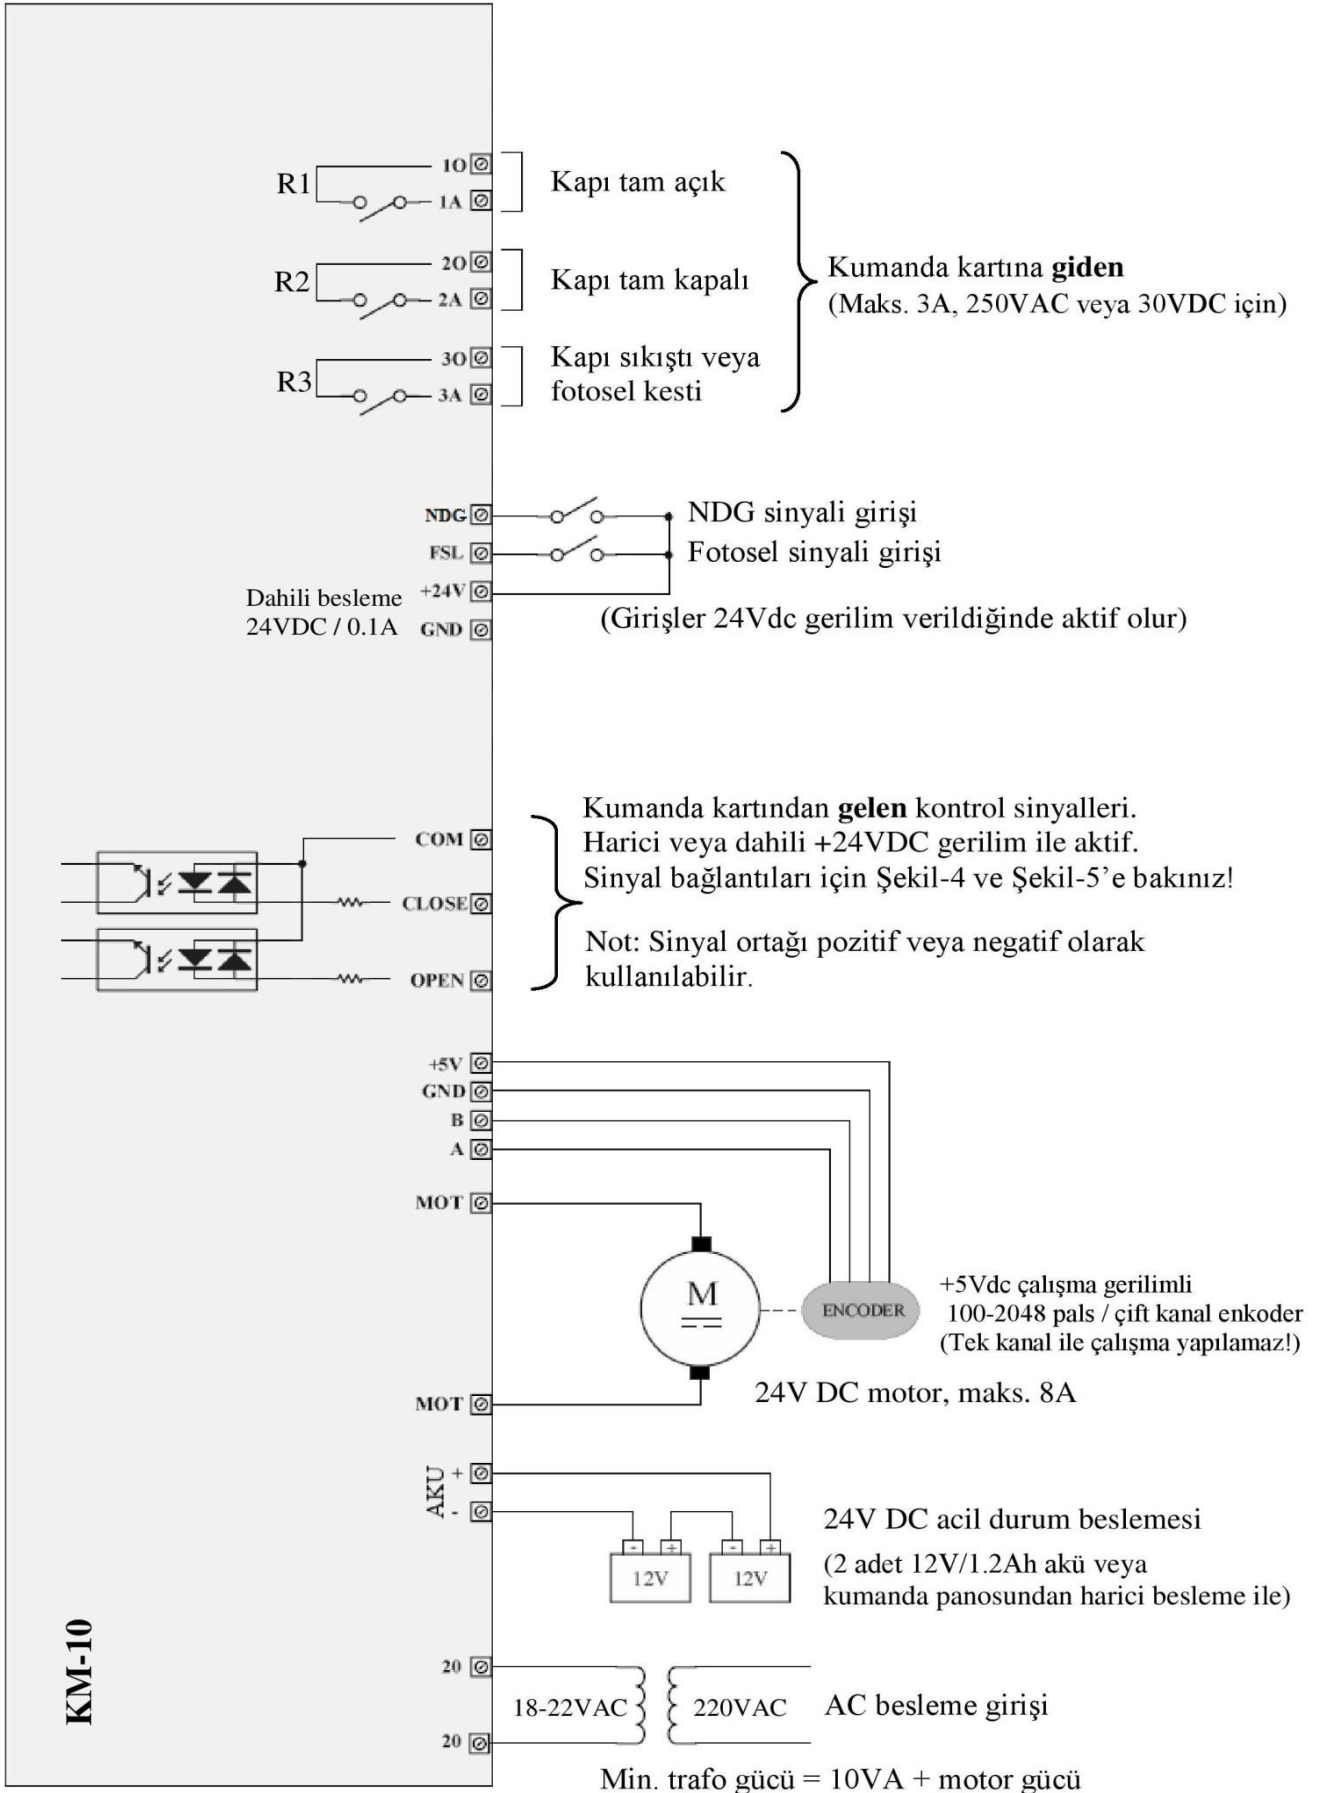 R1
1O
1A
Kapı tam açık
R2
2O
2A
Kapı tam kapalı
R3
3O
3A
Kapı sıkıştı veya
fotosel kesti
Kumanda kartına giden
(Maks. 3A, 250VAC veya 30VDC için)
NDG
NDG sinyali girişi
FSL
Fotosel sinyali girişi
Dahili besleme
24VDC / 0.1A
+24V
GND
(Girişler 24Vdc gerilim verildiğinde aktif olur)
COM
CLOSE
OPEN
Kumanda kartından gelen kontrol sinyalleri.
Harici veya dahili +24VDC gerilim ile aktif.
Sinyal bağlantıları için Şekil-4 ve Şekil-5’e bakınız!
Not: Sinyal ortağı pozitif veya negatif olarak
kullanılabilir.
+5V
GND
B
A
MOT
M
ENCODER
+5Vdc çalışma gerilimli
100-2048 pals / çift kanal enkoder
(Tek kanal ile çalışma yapılamaz!)
24V DC motor, maks. 8A
MOT
AKU
+
-
- +
- +
12V
12V
24V DC acil durum beslemesi
(2 adet 12V/1.2Ah akü veya
kumanda panosundan harici besleme ile)
KM-10
20
18-22VAC
220VAC
AC besleme girişi
20
Min. trafo gücü = 10VA + motor gücü